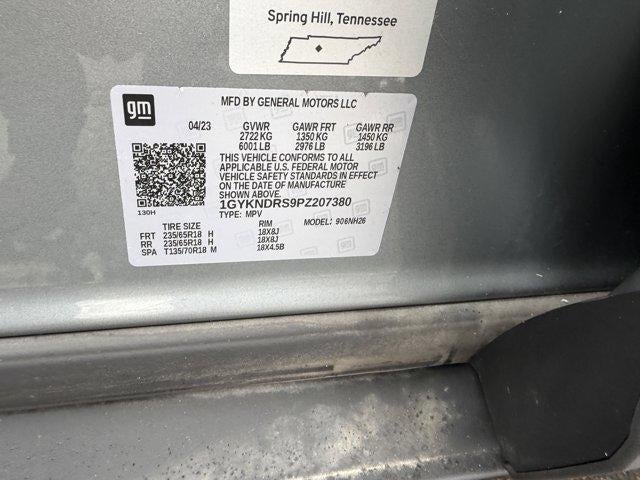 Spring Hill, Tennessee
gm
MFD BY GENERAL MOTORS LLC
04/23 GVWR GAWR FRT GAWR RR
2722 KG 1350 KG 1450 KG
6001 LB 2976 LB 3196 LB
THIS VEHICLE CONFORMS TO ALL
APPLICABLE U.S. FEDERAL MOTOR
VEHICLE SAFETY STANDARDS IN EFFECT
ON THE DATE OF MANUFACTURE
SHOWN ABOVE.
1GYKNDRS9PZ207380
130H
TYPE: MPV MODEL: 906NH26
TIRE SIZE RIM
FRT 235/65R18 H 18X8J
RR 235/65R18 H 18X8J
SPA T135/70R18 M 18X4.5B